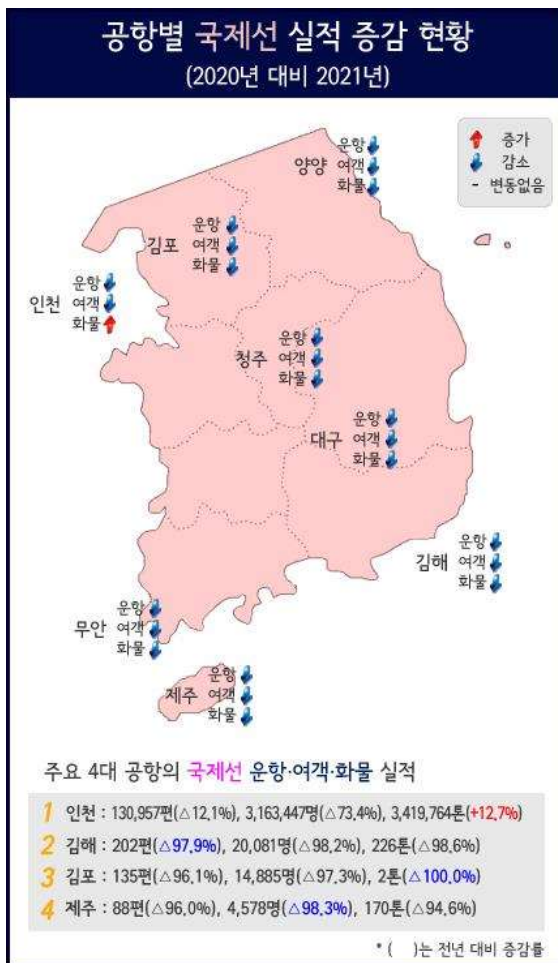 공항별 국제선 실적 증감 현황
(2020년 대비 2021년)
증가
감소
- 변동없음
운항
양양 여객
화물
운항
김포 여객
화물
운항
인천 여객
화물
운항
청주 여객
화물
운항
대구 여객
화물
운항
김해 여객
화물
운항
무안 여객
화물
운항
제주 여객
화물
주요 4대 공항의 국제선 운항·여객·화물 실적
1 인천 : 130,957편(△12.1%), 3,163,447명(△73.4%), 3,419,764톤(+12.7%)
2 김해 : 202편(△97.9%), 20,081명(△98.2%), 226톤(△98.6%)
3 김포 : 135편(△96.1%), 14,885명(△97.3%), 2톤(△100.0%)
4 제주 : 88편(△96.0%), 4,578명(△98.3%), 170톤(△94.6%)
* ( )는 전년 대비 증감률